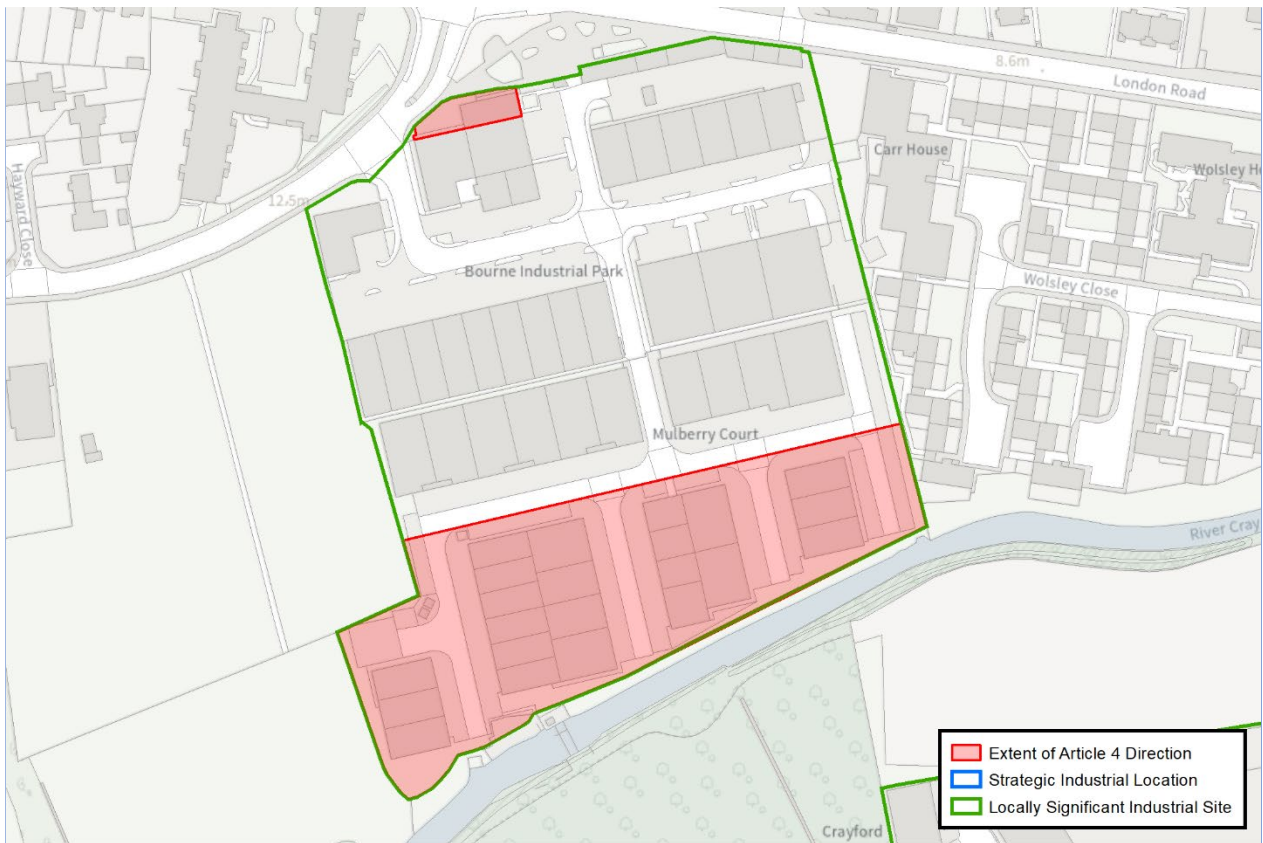 8.6m
London Road
Carr House
Wolsley
Hayward Close
12.5m
Bourne Industrial Park
Wolsley Close
Mulberry Court
River Cray
Extent of Article 4 Direction
Strategic Industrial Location
Locally Significant Industrial Site
Crayford